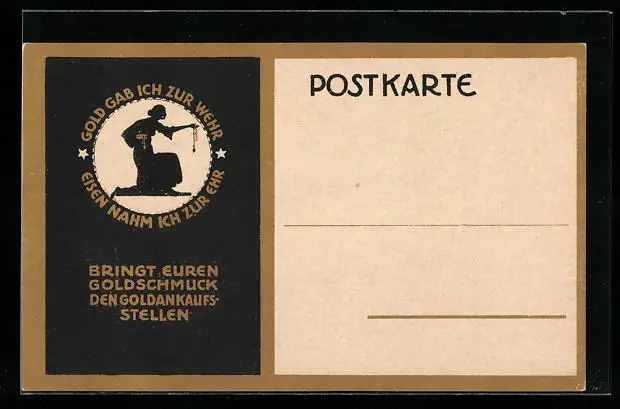 GOLD GAB ICH ZUR WEHR
EISEN NAHM ICH ZUR EHR
BRINGT EUREN
GOLDSCHMUCK
DEN GOLDANKAUFS-
STELLEN
POSTKARTE